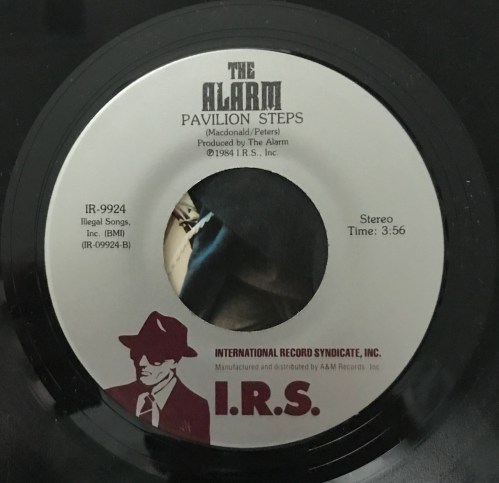 THE
ALARM
PAVILION STEPS
(Macdonald/Peters)
Produced by The Alarm
℗1984 I.R.S., Inc.
IR-9924
Illegal Songs,
Inc. (BMI)
(IR-09924-B)
Stereo
Time: 3:56
INTERNATIONAL RECORD SYNDICATE, INC.
Manufactured and distributed by A&M Records, Inc.
I.R.S.